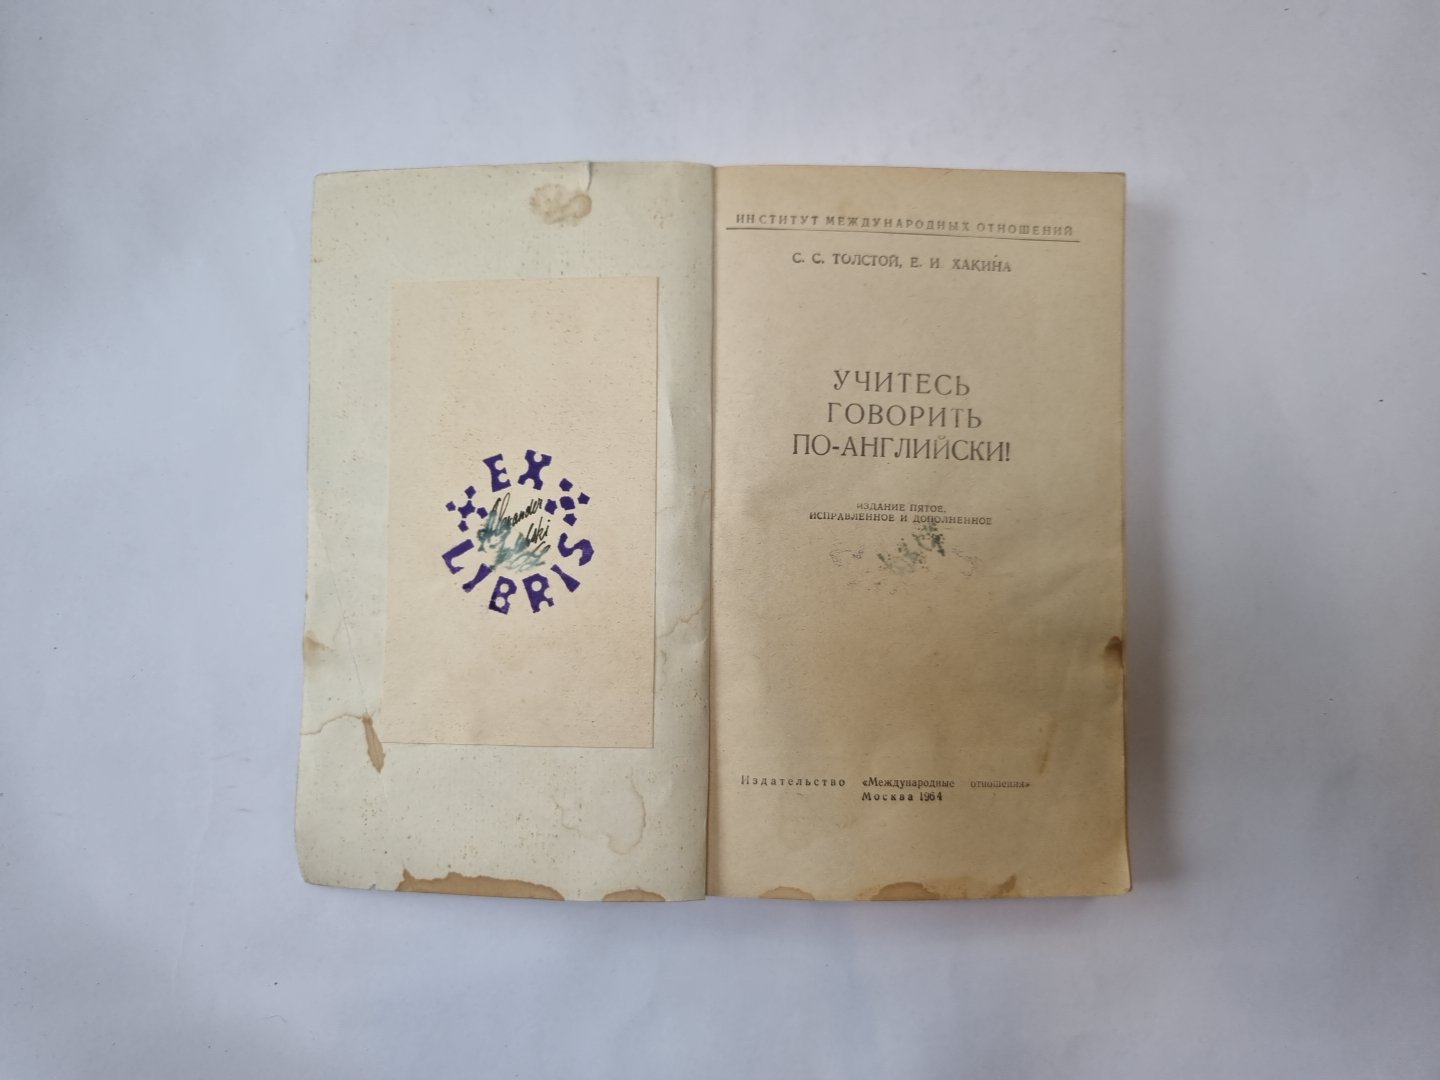 EX
Alexander
LIBRIS
ИНСТИТУТ МЕЖДУНАРОДНЫХ ОТНОШЕНИЙ
С. С. ТОЛСТОЙ, Е. И. ХАКИНА
УЧИТЕСЬ
ГОВОРИТЬ
ПО-АНГЛИЙСКИ!
ИЗДАНИЕ ПЯТОЕ,
ИСПРАВЛЕННОЕ И ДОПОЛНЕННОЕ
Издательство «Международные отношения»
Москва 1964